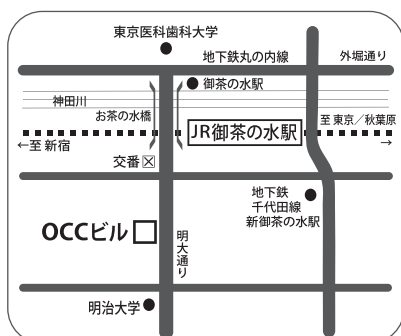 東京医科歯科大学
地下鉄丸の内線
外堀通り
御茶の水駅
神田川
お茶の水橋
JR御茶の水駅
至 東京／秋葉原
→
←至 新宿
交番
地下鉄
千代田線
新御茶の水駅
OCCビル
明大通り
明治大学